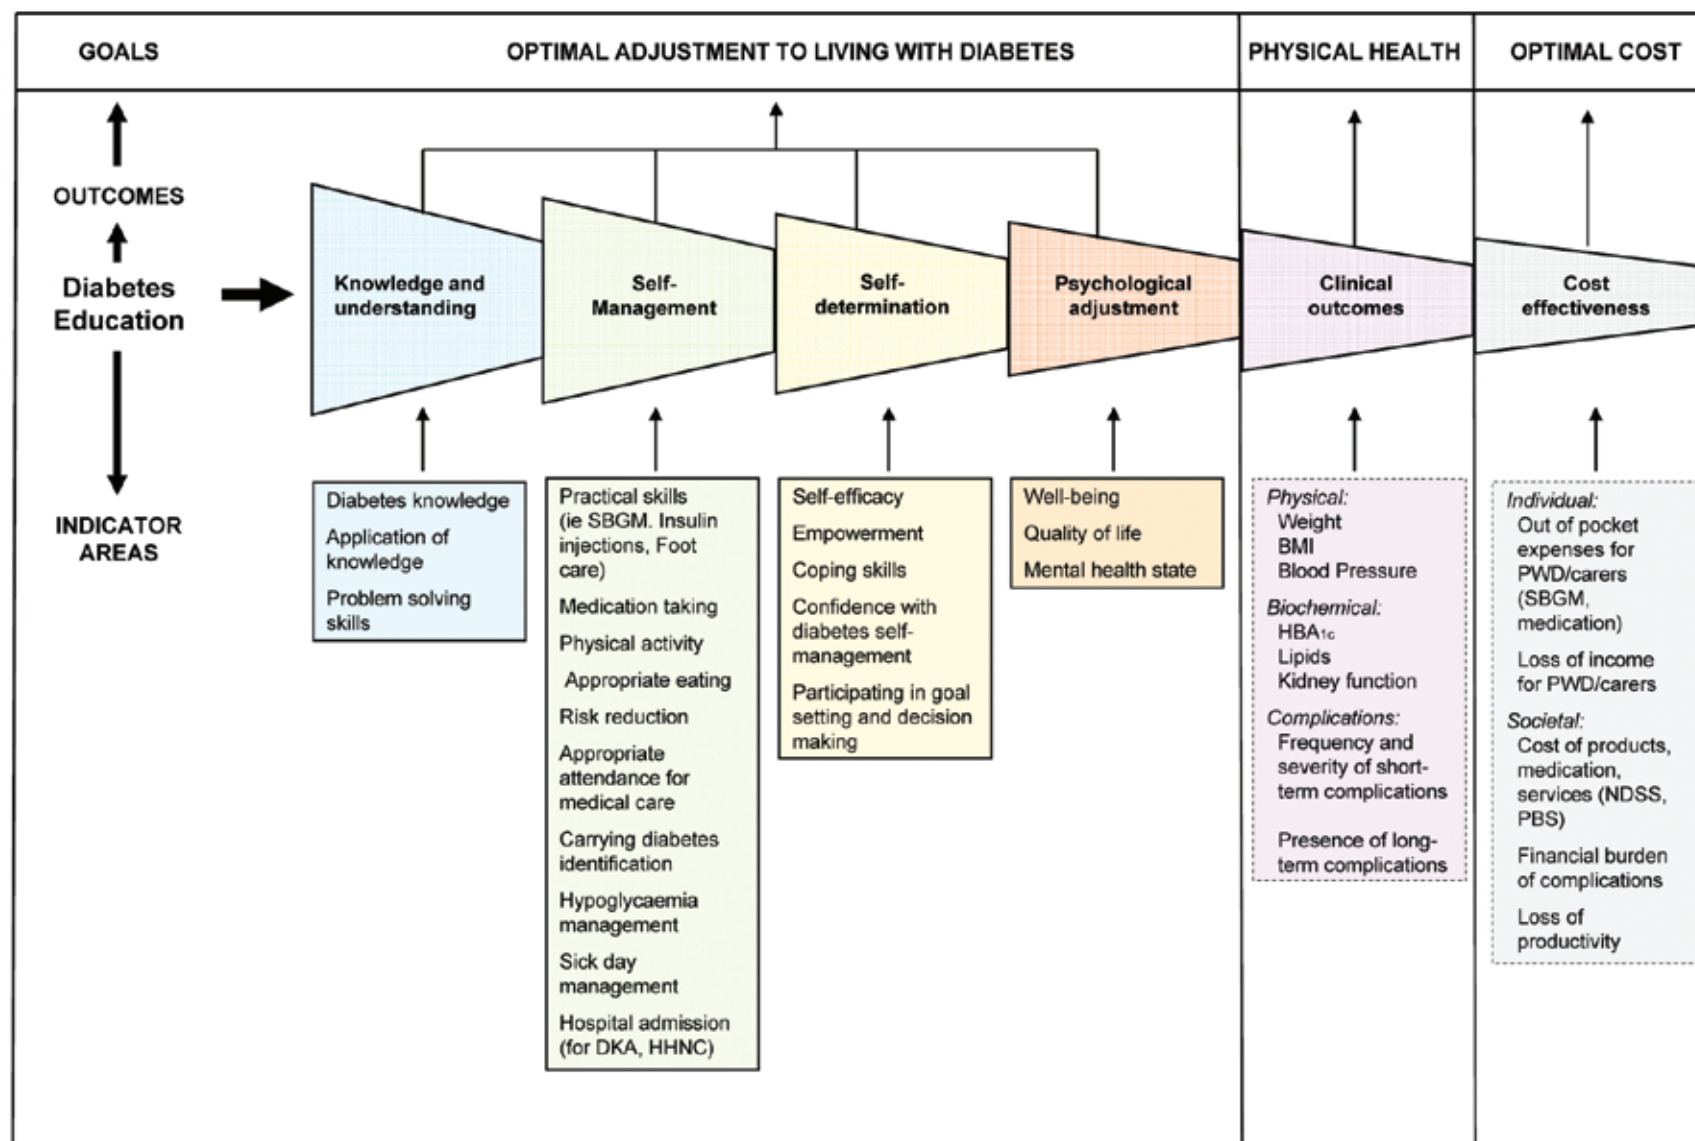 GOALS
OPTIMAL ADJUSTMENT TO LIVING WITH DIABETES
PHYSICAL HEALTH
OPTIMAL COST
OUTCOMES
Diabetes
Education
INDICATOR
AREAS
Knowledge and
understanding
Self-
Management
Self-
determination
Psychological
adjustment
Clinical
outcomes
Cost
effectiveness
Diabetes knowledge
Application of
knowledge
Problem solving
skills
Practical skills
(ie SBGM. Insulin
injections, Foot
care)
Medication taking
Physical activity
Appropriate eating
Risk reduction
Appropriate
attendance for
medical care
Carrying diabetes
identification
Hypoglycaemia
management
Sick day
management
Hospital admission
(for DKA, HHNC)
Self-efficacy
Empowerment
Coping skills
Confidence with
diabetes self-
management
Participating in goal
setting and decision
making
Well-being
Quality of life
Mental health state
Physical:
Weight
BMI
Blood Pressure
Biochemical:
HBA1c
Lipids
Kidney function
Complications:
Frequency and
severity of short-
term complications
Presence of long-
term complications
Individual:
Out of pocket
expenses for
PWD/carers
(SBGM,
medication)
Loss of income
for PWD/carers
Societal:
Cost of products,
medication,
services (NDSS,
PBS)
Financial burden
of complications
Loss of
productivity